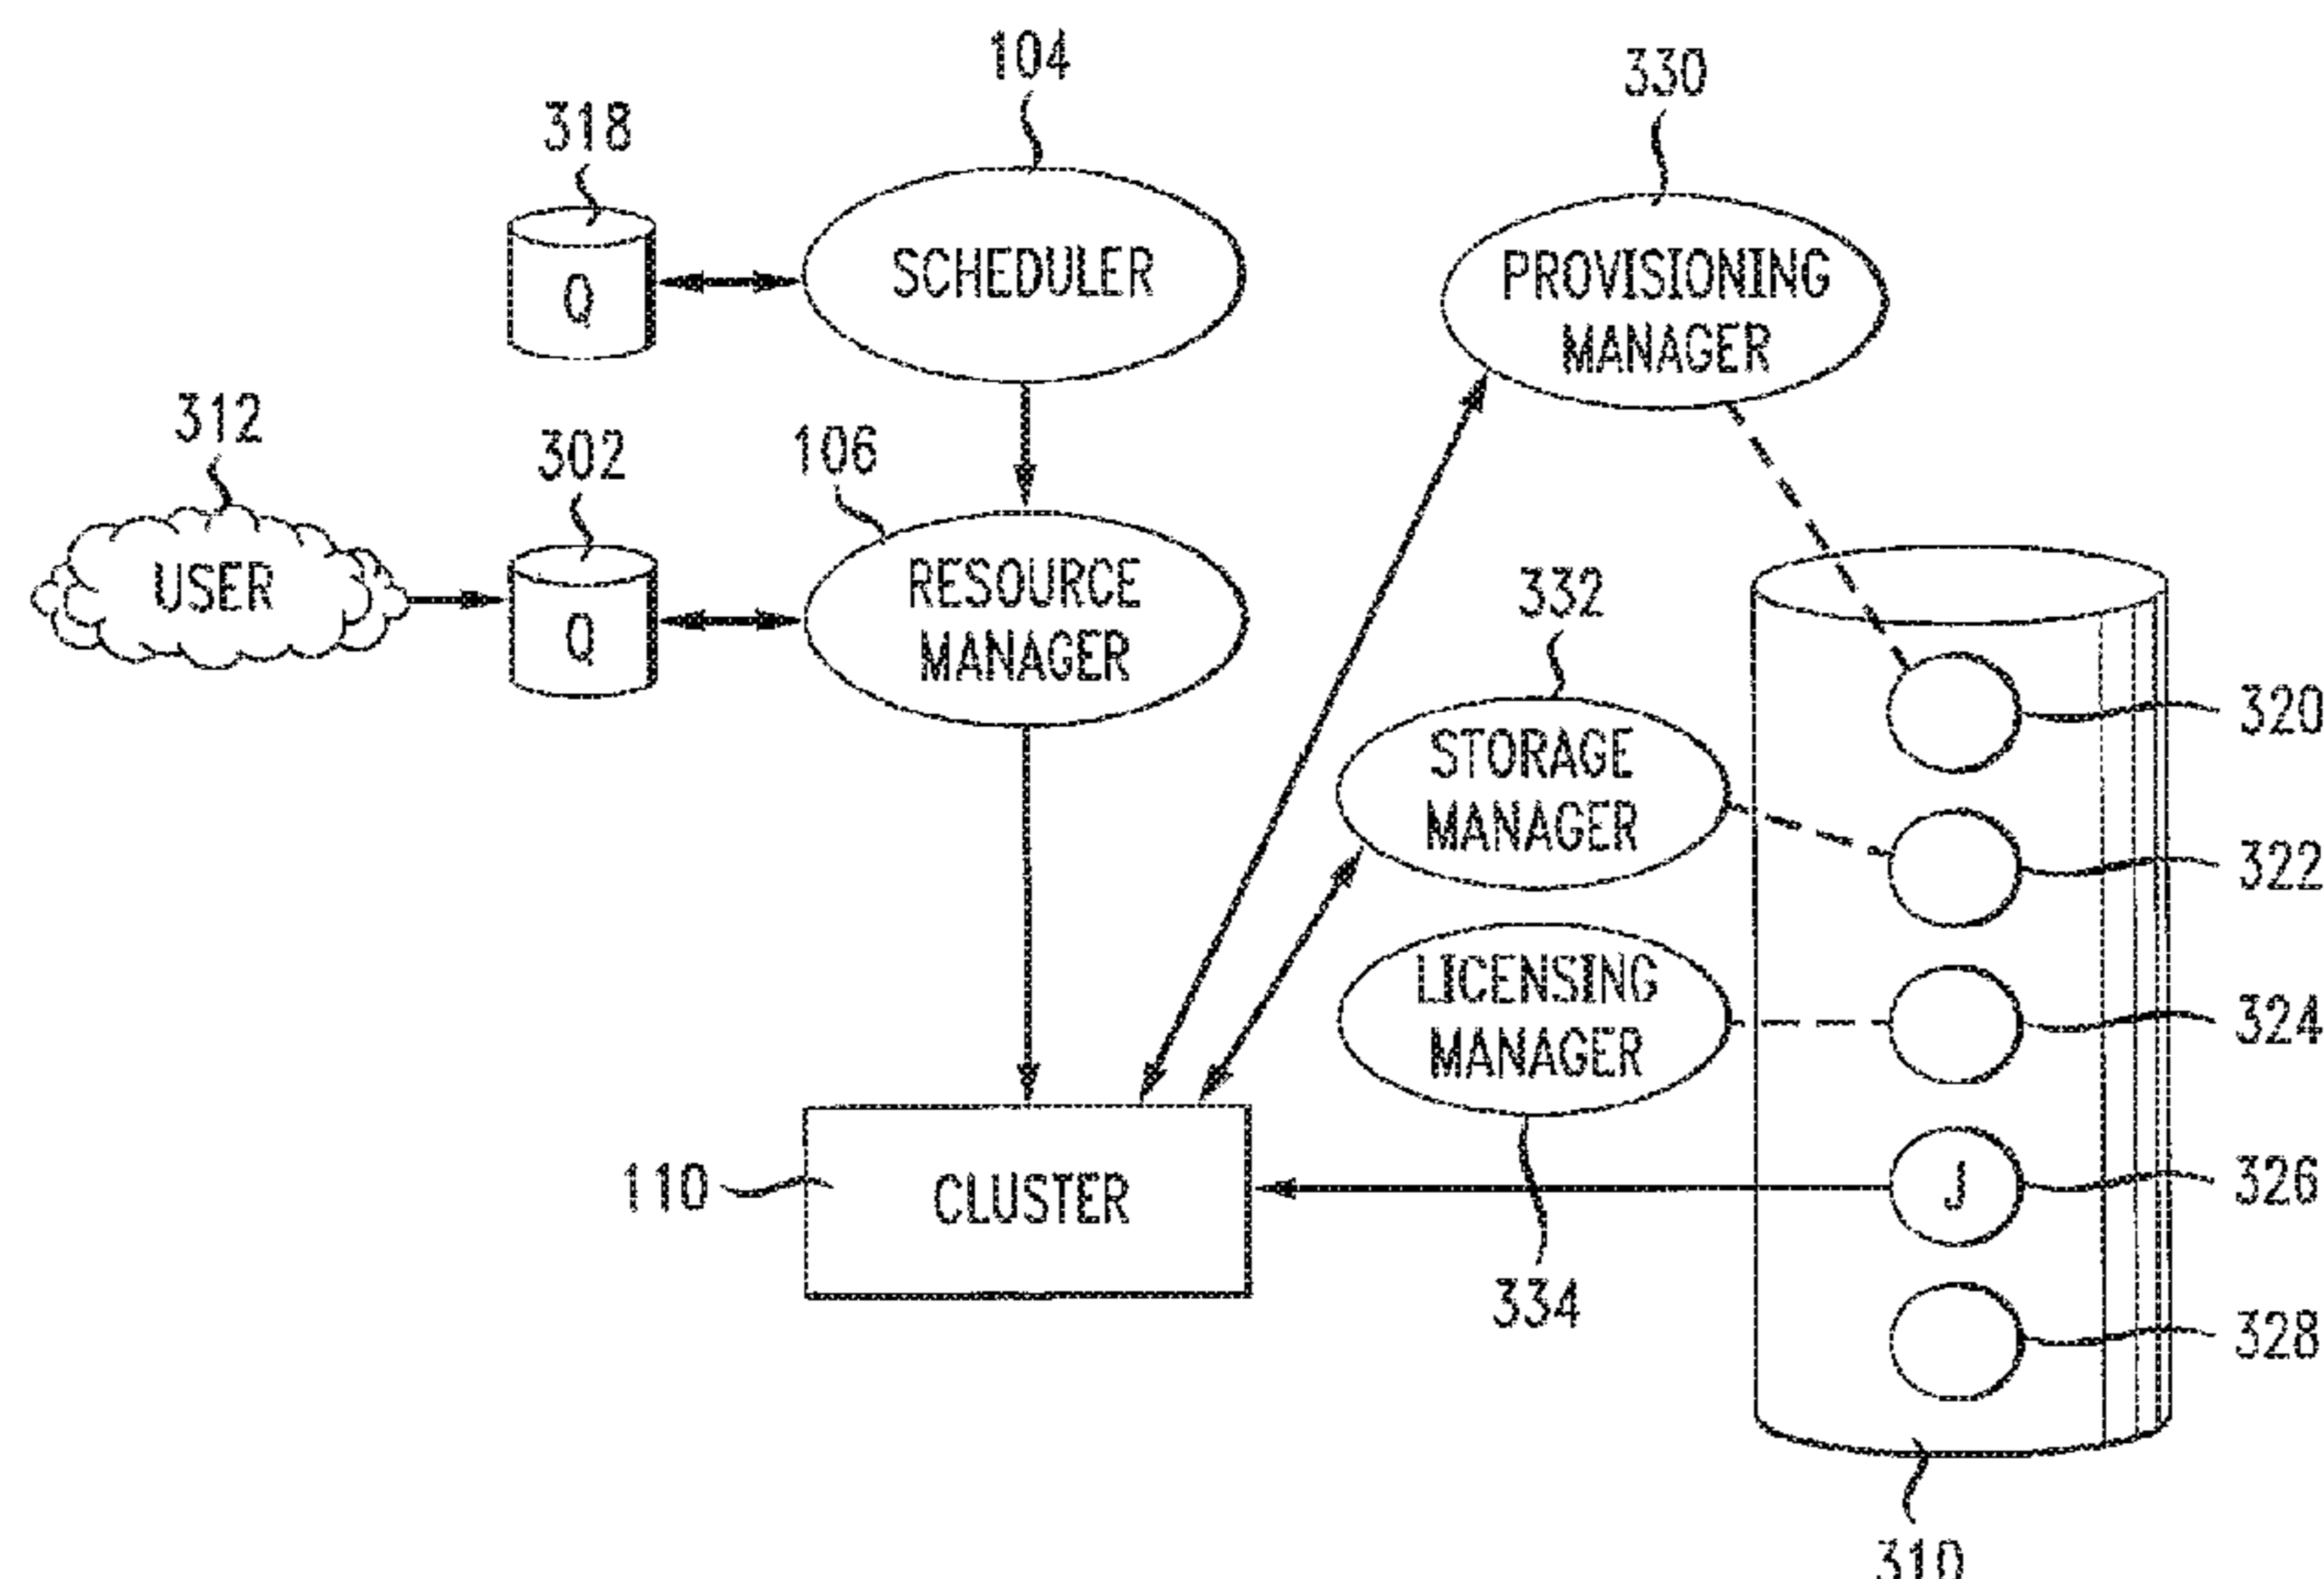 104
330
318
SCHEDULER
PROVISIONING
MANAGER
Q
312
302
106
USER
Q
RESOURCE
MANAGER
332
320
STORAGE
MANAGER
322
LICENSING
MANAGER
324
110
CLUSTER
J
326
334
328
310